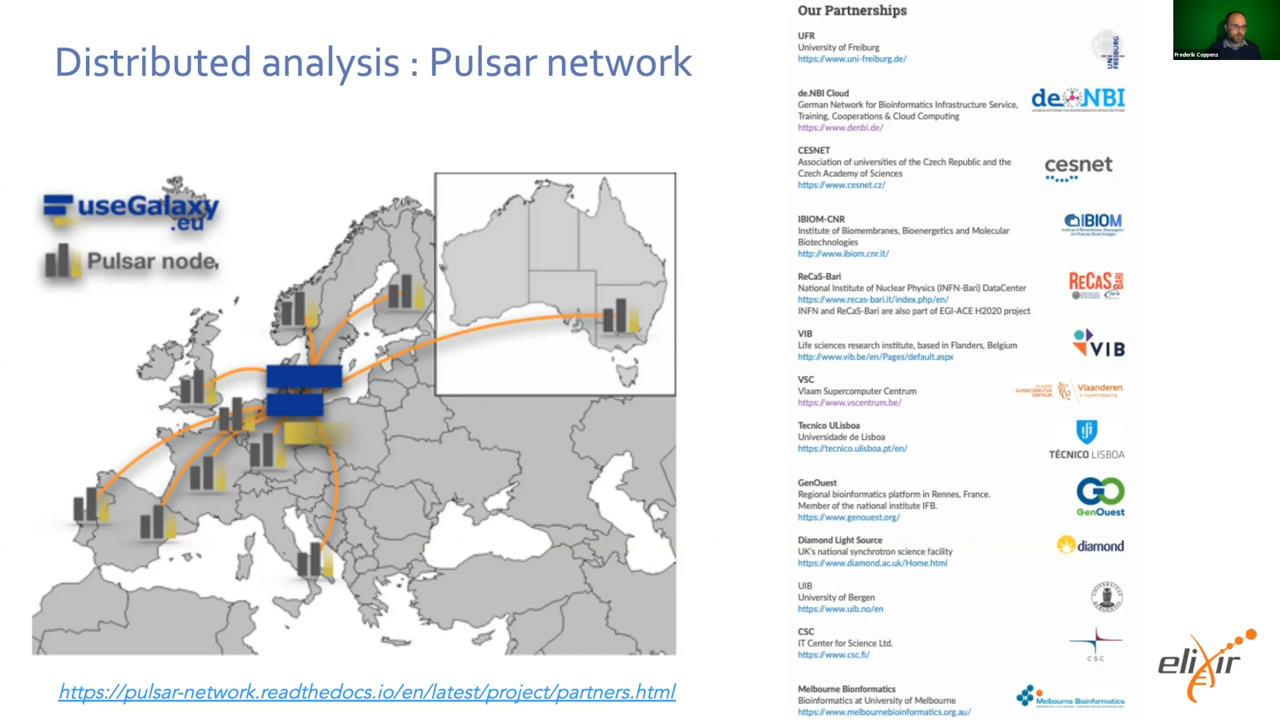 Distributed analysis : Pulsar network
useGalaxy
.eu
Pulsar node
https://pulsar-network.readthedocs.io/en/latest/project/partners.html
Our Partnerships
UFR
University of Freiburg
https://www.uni-freiburg.de/
UNI
FREIBURG
de.NBI Cloud
German Network for Bioinformatics Infrastructure Service,
Training, Cooperations & Cloud Computing
https://www.denbi.de/
deNBI
CESNET
Association of universities of the Czech Republic and the
Czech Academy of Sciences
https://www.cesnet.cz/
cesnet
IBIOM-CNR
Institute of Biomembranes, Bioenergetics and Molecular
Biotechnologies
http://www.ibiom.cnr.it/
IBIOM
ReCaS-Bari
National Institute of Nuclear Physics (INFN-Bari) DataCenter
https://www.recas-bari.it/index.php/en/
INFN and ReCaS-Bari are also part of EGI-ACE H2020 project
ReCaS
BARI
VIB
Life sciences research institute, based in Flanders, Belgium
http://www.vib.be/en/Pages/default.aspx
VIB
VSC
Vlaam Supercomputer Centrum
https://www.vscentrum.be/
Vlaanderen
Tecnico ULisboa
Universidade de Lisboa
https://tecnico.ulisboa.pt/en/
TÉCNICO LISBOA
GenOuest
Regional bioinformatics platform in Rennes, France.
Member of the national institute IFB.
https://www.genouest.org/
GenOuest
Diamond Light Source
UK's national synchrotron science facility
https://www.diamond.ac.uk/Home.html
diamond
UIB
University of Bergen
https://www.uib.no/en
CSC
IT Center for Science Ltd.
https://www.csc.fi/
CSC
Melbourne Bioinformatics
Bioinformatics at University of Melbourne
https://www.melbournebioinformatics.org.au/
Melbourne Bioinformatics
Frederik Coppens
elixir